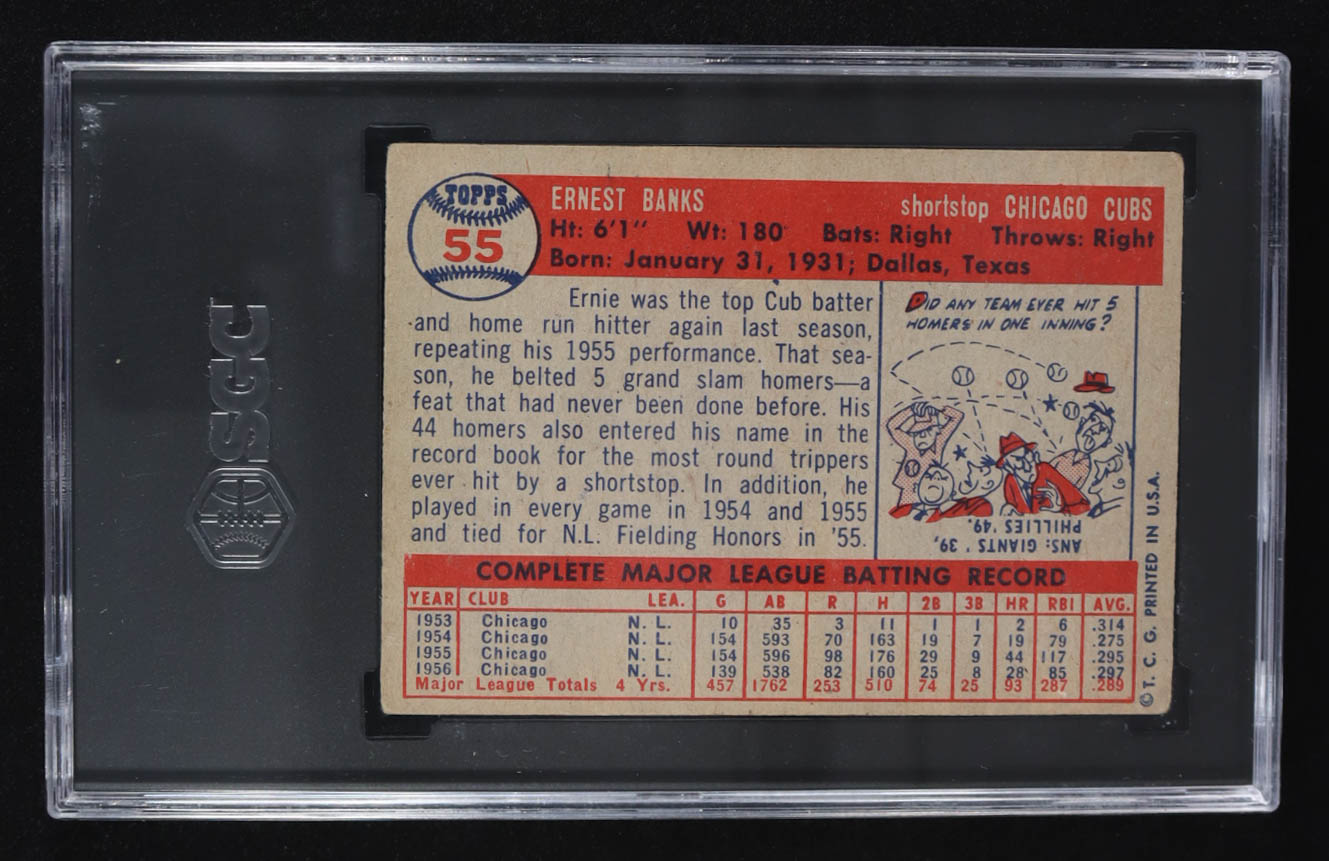 SGC
TOPPS
55
ERNEST BANKS shortstop CHICAGO CUBS
Ht: 6'1" Wt: 180 Bats: Right Throws: Right
Born: January 31, 1931; Dallas, Texas
Ernie was the top Cub batter
and home run hitter again last season,
repeating his 1955 performance. That sea-
son, he belted 5 grand slam homers—a
feat that had never been done before. His
44 homers also entered his name in the
record book for the most round trippers
ever hit by a shortstop. In addition, he
played in every game in 1954 and 1955
and tied for N.L. Fielding Honors in '55.
DID ANY TEAM EVER HIT 5
HOMERS IN ONE INNING?
ANS: GIANTS '39,
PHILLIES '49.
COMPLETE MAJOR LEAGUE BATTING RECORD
YEAR CLUB LEA. G AB R H 2B 3B HR RBI AVG.
1953 Chicago N. L. 10 35 3 11 1 1 2 6 .314
1954 Chicago N. L. 154 593 70 163 19 7 19 79 .275
1955 Chicago N. L. 154 596 98 176 29 9 44 117 .295
1956 Chicago N. L. 139 538 82 160 25 8 28 85 .297
Major League Totals 4 Yrs. 457 1762 253 510 74 25 93 287 .289
© T. C. G. PRINTED IN U.S.A.